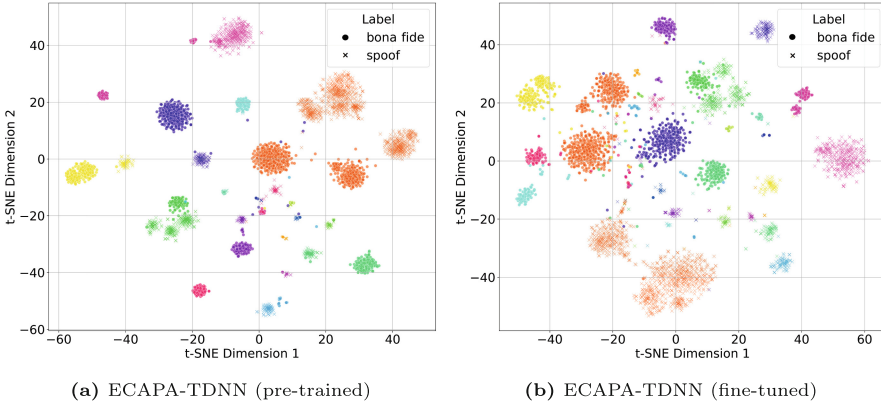 Label
bona fide
spoof
40
20
0
−20
−40
−60
t-SNE Dimension 2
−60 −40 −20 0 20 40
t-SNE Dimension 1
(a) ECAPA-TDNN (pre-trained)
Label
bona fide
spoof
40
20
0
−20
−40
t-SNE Dimension 2
−40 −20 0 20 40 60
t-SNE Dimension 1
(b) ECAPA-TDNN (fine-tuned)